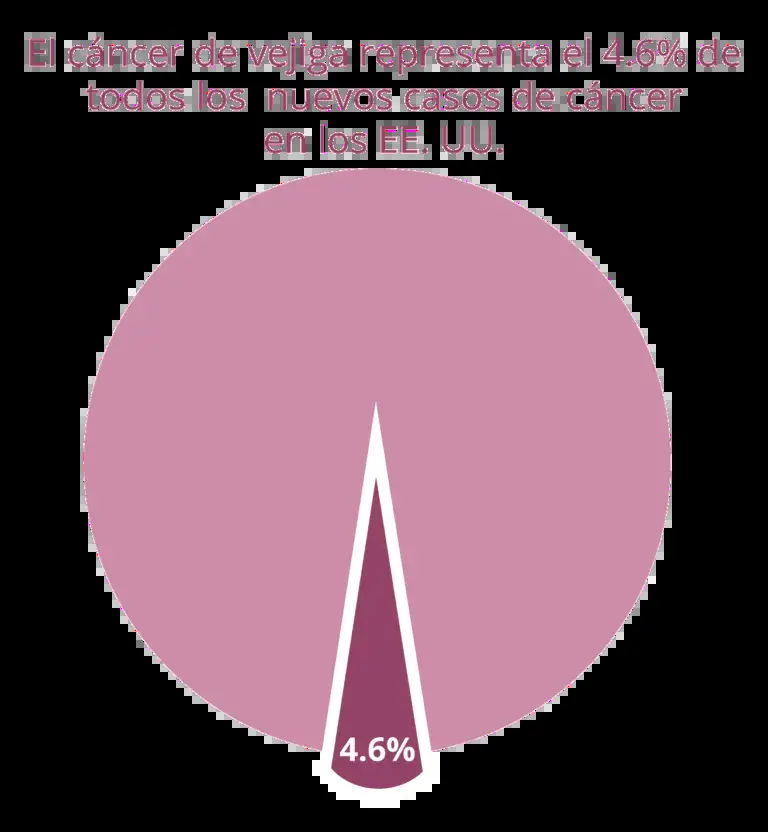 El cáncer de vejiga representa el 4.6% de
todos los nuevos casos de cáncer
en los EE. UU.
4.6%